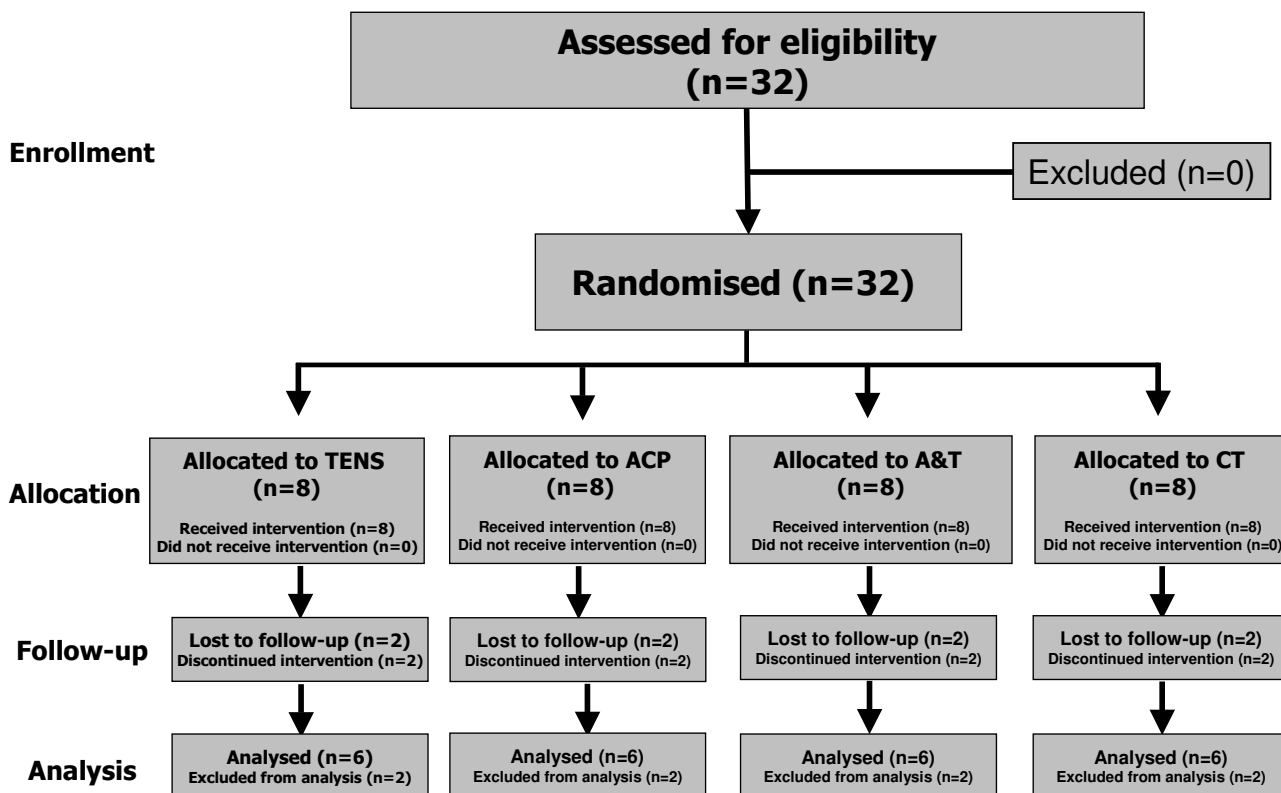 Assessed for eligibility
(n=32)
Enrollment
Excluded (n=0)
Randomised (n=32)
Allocation
Allocated to TENS
(n=8)
Received intervention (n=8)
Did not receive intervention (n=0)
Allocated to ACP
(n=8)
Received intervention (n=8)
Did not receive intervention (n=0)
Allocated to A&T
(n=8)
Received intervention (n=8)
Did not receive intervention (n=0)
Allocated to CT
(n=8)
Received intervention (n=8)
Did not receive intervention (n=0)
Follow-up
Lost to follow-up (n=2)
Discontinued intervention (n=2)
Lost to follow-up (n=2)
Discontinued intervention (n=2)
Lost to follow-up (n=2)
Discontinued intervention (n=2)
Lost to follow-up (n=2)
Discontinued intervention (n=2)
Analysis
Analysed (n=6)
Excluded from analysis (n=2)
Analysed (n=6)
Excluded from analysis (n=2)
Analysed (n=6)
Excluded from analysis (n=2)
Analysed (n=6)
Excluded from analysis (n=2)